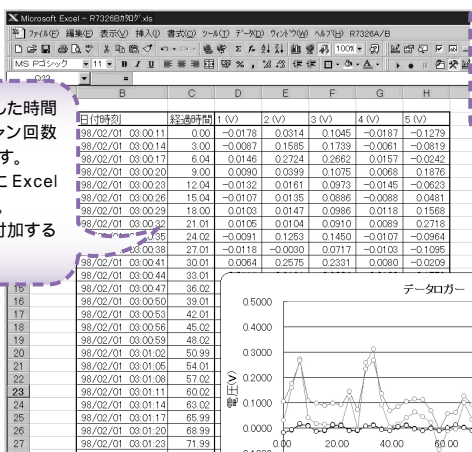 Microsoft Excel - R7326Bカタログ.xls
ファイル(F) 編集(E) 表示(V) 挿入(I) 書式(O) ツール(T) データ(D) ウィンドウ(W) ヘルプ(H) R7326A/B
100%
MS Pゴシック 11 B I U
Q33 =
した時間
ャン回数
す。
Excel
付加する
B C D E F G H
日付時刻 経過時間 1 (V) 2 (V) 3 (V) 4 (V) 5 (V)
98/02/01 03:00:11 0.00 -0.0178 0.0314 0.1045 -0.0187 -0.1279
98/02/01 03:00:14 3.00 -0.0087 0.1585 0.1739 -0.0061 -0.0819
98/02/01 03:00:17 6.04 0.0146 0.2724 0.2662 0.0157 -0.0242
98/02/01 03:00:20 9.00 0.0090 0.0399 0.1075 0.0068 0.1876
98/02/01 03:00:23 12.04 -0.0132 0.0161 0.0973 -0.0145 -0.0623
98/02/01 03:00:26 15.04 -0.0107 0.0135 0.0886 -0.0088 0.0481
98/02/01 03:00:29 18.00 0.0103 0.0147 0.0986 0.0118 0.1568
98/02/01 03:00:32 21.01 0.0105 0.0104 0.0910 0.0089 0.2718
:35 24.02 -0.0091 0.1253 0.1450 -0.0107 -0.0964
03:00:38 27.01 -0.0118 -0.0030 0.0717 -0.0103 -0.1095
98/02/01 03:00:41 30.01 0.0064 0.2575 0.2331 0.0080 -0.0209
98/02/01 03:00:44 33.01
15 98/02/01 03:00:47 36.02
16 98/02/01 03:00:50 39.01
17 98/02/01 03:00:53 42.01
18 98/02/01 03:00:56 45.02
19 98/02/01 03:00:59 48.02
20 98/02/01 03:01:02 50.99
21 98/02/01 03:01:05 54.01
22 98/02/01 03:01:08 57.02
23 98/02/01 03:01:11 60.02
24 98/02/01 03:01:14 63.02
25 98/02/01 03:01:17 65.99
26 98/02/01 03:01:20 68.99
27 98/02/01 03:01:23 71.99
データロガー
電圧(V)
0.5000
0.4000
0.3000
0.2000
0.1000
0.0000
0.00 20.00 40.00 60.00